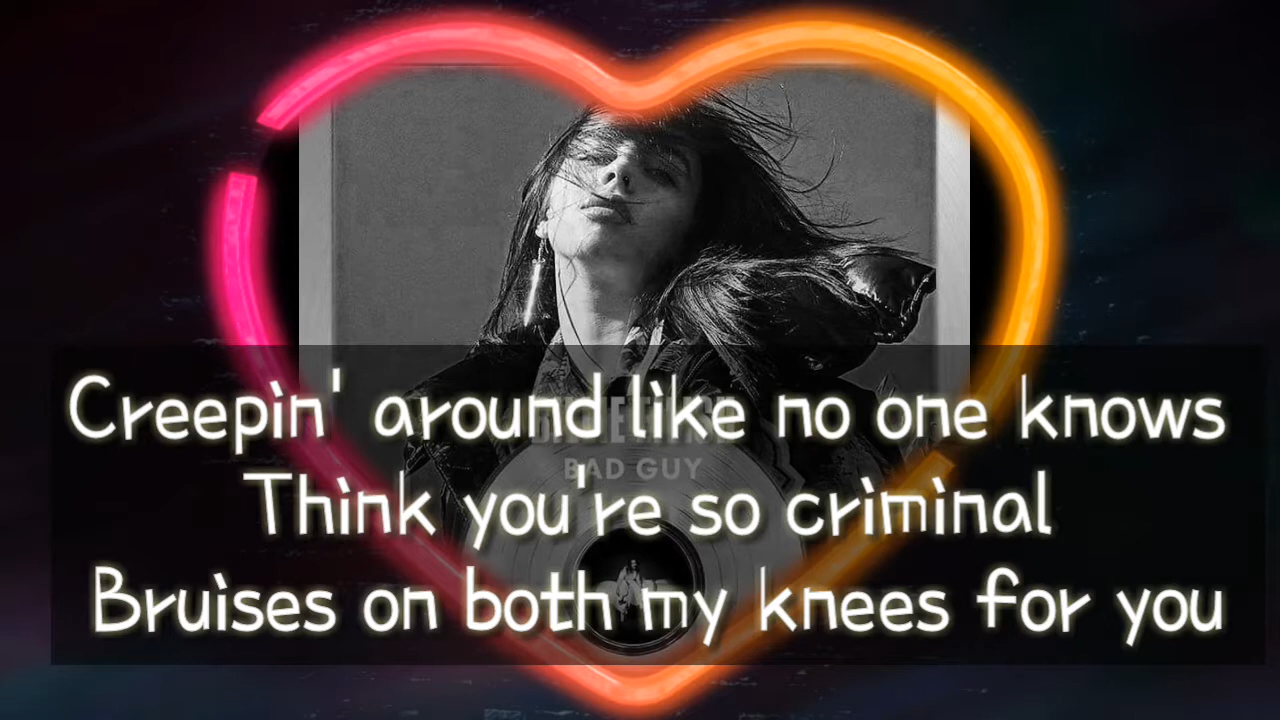 Creepin' around like no one knows
BAD GUY
Think you're so criminal
Bruises on both my knees for you